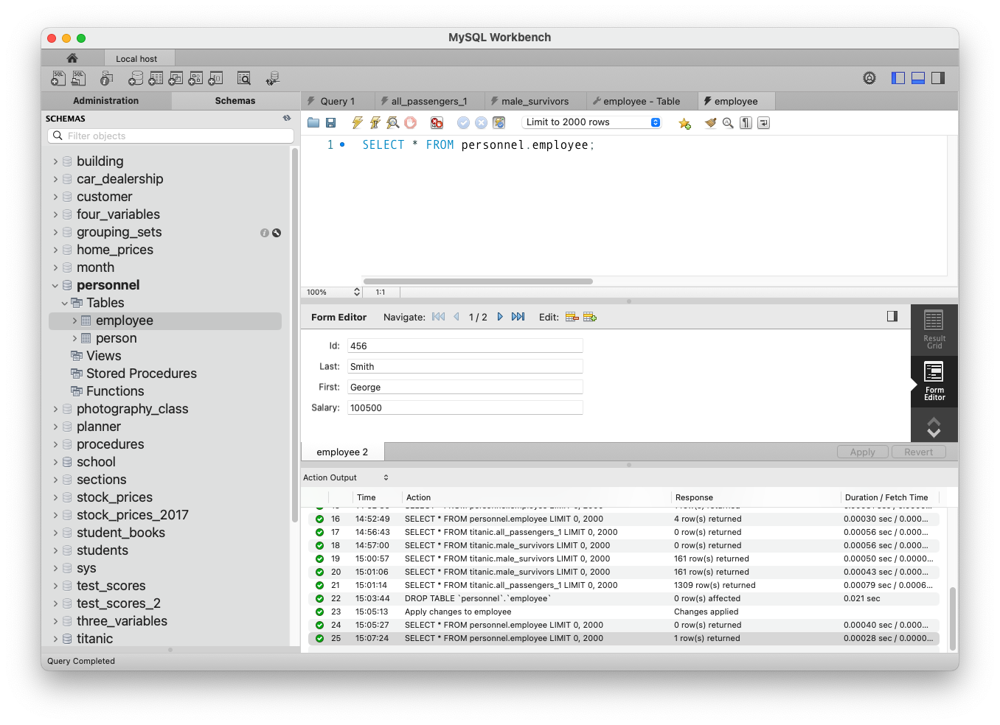 MySQL Workbench
Local host
Administration
Schemas
SCHEMAS
Filter objects
building
car_dealership
customer
four_variables
grouping_sets
home_prices
month
personnel
Tables
employee
person
Views
Stored Procedures
Functions
photography_class
planner
procedures
school
sections
stock_prices
stock_prices_2017
student_books
students
sys
test_scores
test_scores_2
three_variables
titanic
Query 1
all_passengers_1
male_survivors
employee - Table
employee
Limit to 2000 rows
1 SELECT * FROM personnel.employee;
100% 1:1
Form Editor Navigate: 1 / 2 Edit:
Id: 456
Last: Smith
First: George
Salary: 100500
Result Grid
Form Editor
employee 2
Apply Revert
Action Output
Time Action Response Duration / Fetch Time
16 14:52:49 SELECT * FROM personnel.employee LIMIT 0, 2000 4 row(s) returned 0.00030 sec / 0.000...
17 14:56:43 SELECT * FROM titanic.all_passengers_1 LIMIT 0, 2000 0 row(s) returned 0.00056 sec / 0.000...
18 14:57:00 SELECT * FROM titanic.male_survivors LIMIT 0, 2000 0 row(s) returned 0.00056 sec / 0.000...
19 15:00:57 SELECT * FROM titanic.male_survivors LIMIT 0, 2000 161 row(s) returned 0.00050 sec / 0.000...
20 15:01:06 SELECT * FROM titanic.male_survivors LIMIT 0, 2000 161 row(s) returned 0.00043 sec / 0.000...
21 15:01:14 SELECT * FROM titanic.all_passengers_1 LIMIT 0, 2000 1309 row(s) returned 0.00079 sec / 0.0006...
22 15:03:44 DROP TABLE `personnel`.`employee` 0 row(s) affected 0.021 sec
23 15:05:13 Apply changes to employee Changes applied
24 15:05:27 SELECT * FROM personnel.employee LIMIT 0, 2000 0 row(s) returned 0.00040 sec / 0.000...
25 15:07:24 SELECT * FROM personnel.employee LIMIT 0, 2000 1 row(s) returned 0.00028 sec / 0.0000...
Query Completed